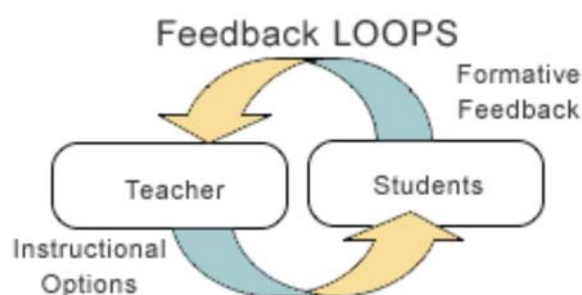 Feedback LOOPS
Formative
Feedback
Teacher
Students
Instructional
Options